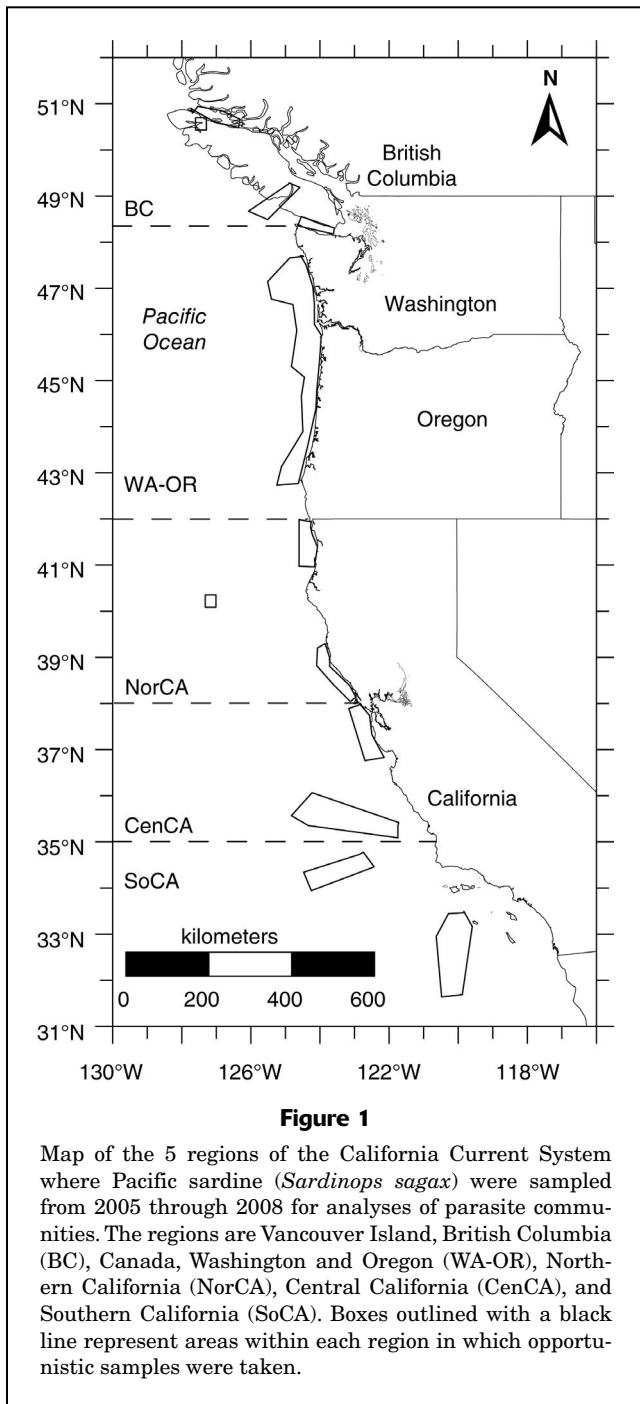 N
51°N
British
Columbia
49°N
BC
47°N
Washington
Pacific
Ocean
45°N
Oregon
43°N
WA-OR
41°N
39°N
NorCA
37°N
California
CenCA
35°N
SoCA
33°N
kilometers
0 200 400 600
31°N
130°W 126°W 122°W 118°W
Figure 1
Map of the 5 regions of the California Current System
where Pacific sardine (Sardinops sagax) were sampled
from 2005 through 2008 for analyses of parasite commu-
nities. The regions are Vancouver Island, British Columbia
(BC), Canada, Washington and Oregon (WA-OR), North-
ern California (NorCA), Central California (CenCA), and
Southern California (SoCA). Boxes outlined with a black
line represent areas within each region in which opportu-
nistic samples were taken.